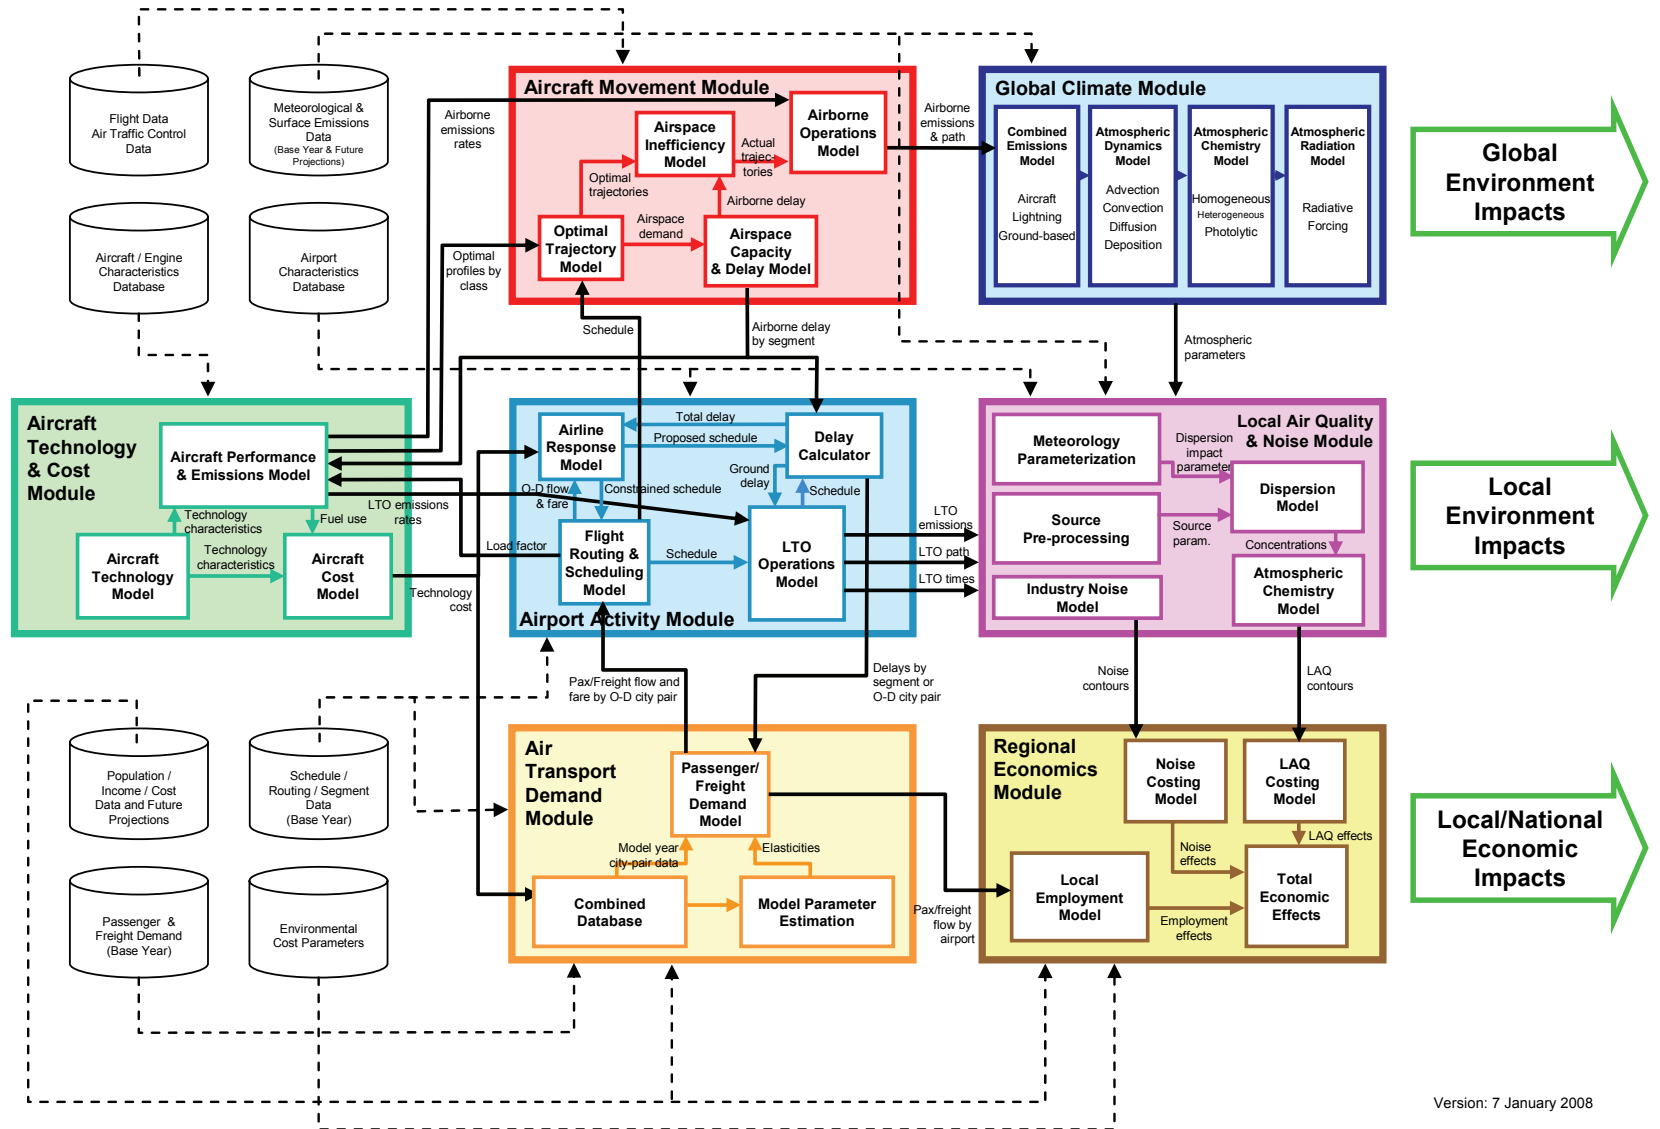 Flight Data
Air Traffic Control
Data
Meteorological &
Surface Emissions
Data
(Base Year & Future
Projections)
Aircraft / Engine
Characteristics
Database
Airport
Characteristics
Database
Airborne
emissions
rates
Optimal
profiles by
class
Aircraft Movement Module
Airspace
Inefficiency
Model
Airborne
Operations
Model
Actual
trajec-
tories
Optimal
trajectories
Airborne delay
Airspace
demand
Optimal
Trajectory
Model
Airspace
Capacity
& Delay Model
Schedule
Airborne delay
by segment
Airborne
emissions
& path
Global Climate Module
Combined
Emissions
Model
Aircraft
Lightning
Ground-based
Atmospheric
Dynamics
Model
Advection
Convection
Diffusion
Deposition
Atmospheric
Chemistry
Model
Homogeneous
Heterogeneous
Photolytic
Atmospheric
Radiation
Model
Radiative
Forcing
Atmospheric
parameters
Global
Environment
Impacts
Aircraft
Technology
& Cost
Module
Aircraft Performance
& Emissions Model
Technology
characteristics
Fuel use
Technology
characteristics
Aircraft
Technology
Model
Aircraft
Cost
Model
LTO emissions
rates
Load factor
Technology
cost
Airline
Response
Model
Total delay
Proposed schedule
Delay
Calculator
Ground
delay
Schedule
O-D flow
& fare
Constrained schedule
Flight
Routing &
Scheduling
Model
Schedule
LTO
Operations
Model
Airport Activity Module
LTO
emissions
LTO path
LTO times
Local Air Quality
& Noise Module
Meteorology
Parameterization
Dispersion
impact
parameter
Dispersion
Model
Source
Pre-processing
Source
param.
Concentrations
Industry Noise
Model
Atmospheric
Chemistry
Model
Local
Environment
Impacts
Pax/Freight flow and
fare by O-D city pair
Delays by
segment or
O-D city pair
Noise
contours
LAQ
contours
Population /
Income / Cost
Data and Future
Projections
Schedule /
Routing / Segment
Data
(Base Year)
Passenger &
Freight Demand
(Base Year)
Environmental
Cost Parameters
Air
Transport
Demand
Module
Passenger/
Freight
Demand
Model
Model year
city-pair data
Elasticities
Combined
Database
Model Parameter
Estimation
Pax/freight
flow by
airport
Regional
Economics
Module
Noise
Costing
Model
LAQ
Costing
Model
LAQ effects
Noise
effects
Local
Employment
Model
Employment
effects
Total
Economic
Effects
Local/National
Economic
Impacts
Version: 7 January 2008